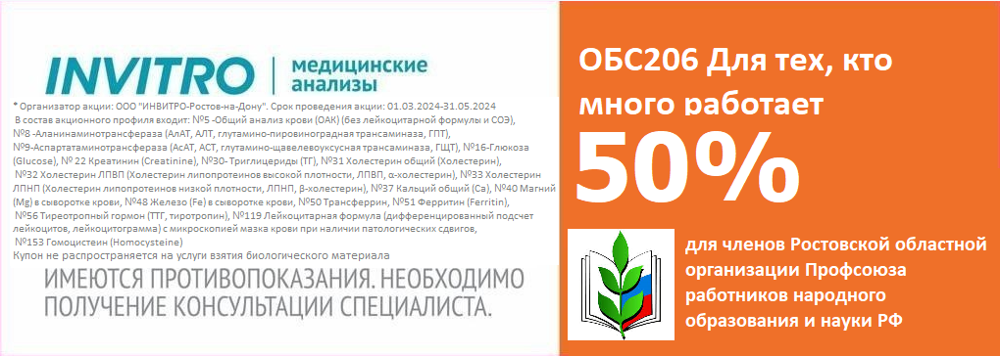 INVITRO
медицинские
анализы
* Организатор акции: ООО "ИНВИТРО-Ростов-на-Дону". Срок проведения акции: 01.03.2024-31.05.2024
В состав акционного профиля входит: №5 -Общий анализ крови (ОАК) (без лейкоцитарной формулы и СОЭ),
№8 -Аланинаминотрансфераза (АлАТ, АЛТ, глутамино-пировиноградная трансаминаза, ГПТ),
№9-Аспартатаминотрансфераза (АсАТ, АСТ, глутамино-щавелевоуксусная трансаминаза, ГЩТ), №16-Глюкоза
(Glucose), № 22 Креатинин (Creatinine), №30- Триглицериды (ТГ), №31 Холестерин общий (Холестерин),
№32 Холестерин ЛПВП (Холестерин липопротеинов высокой плотности, ЛПВП, α-холестерин), №33 Холестерин
ЛПНП (Холестерин липопротеинов низкой плотности, ЛПНП, β-холестерин), №37 Кальций общий (Са), №40 Магний
(Mg) в сыворотке крови, №48 Железо (Fe) в сыворотке крови, №50 Трансферрин, №51 Ферритин (Ferritin),
№56 Тиреотропный гормон (ТТГ, тиротропин), №119 Лейкоцитарная формула (дифференцированный подсчет
лейкоцитов, лейкоцитограмма) с микроскопией мазка крови при наличии патологических сдвигов,
№153 Гомоцистеин (Homocysteine)
Купон не распространяется на услуги взятия биологического материала
ИМЕЮТСЯ ПРОТИВОПОКАЗАНИЯ. НЕОБХОДИМО
ПОЛУЧЕНИЕ КОНСУЛЬТАЦИИ СПЕЦИАЛИСТА.
ОБС206 Для тех, кто
много работает
50%
для членов Ростовской областной
организации Профсоюза
работников народного
образования и науки РФ